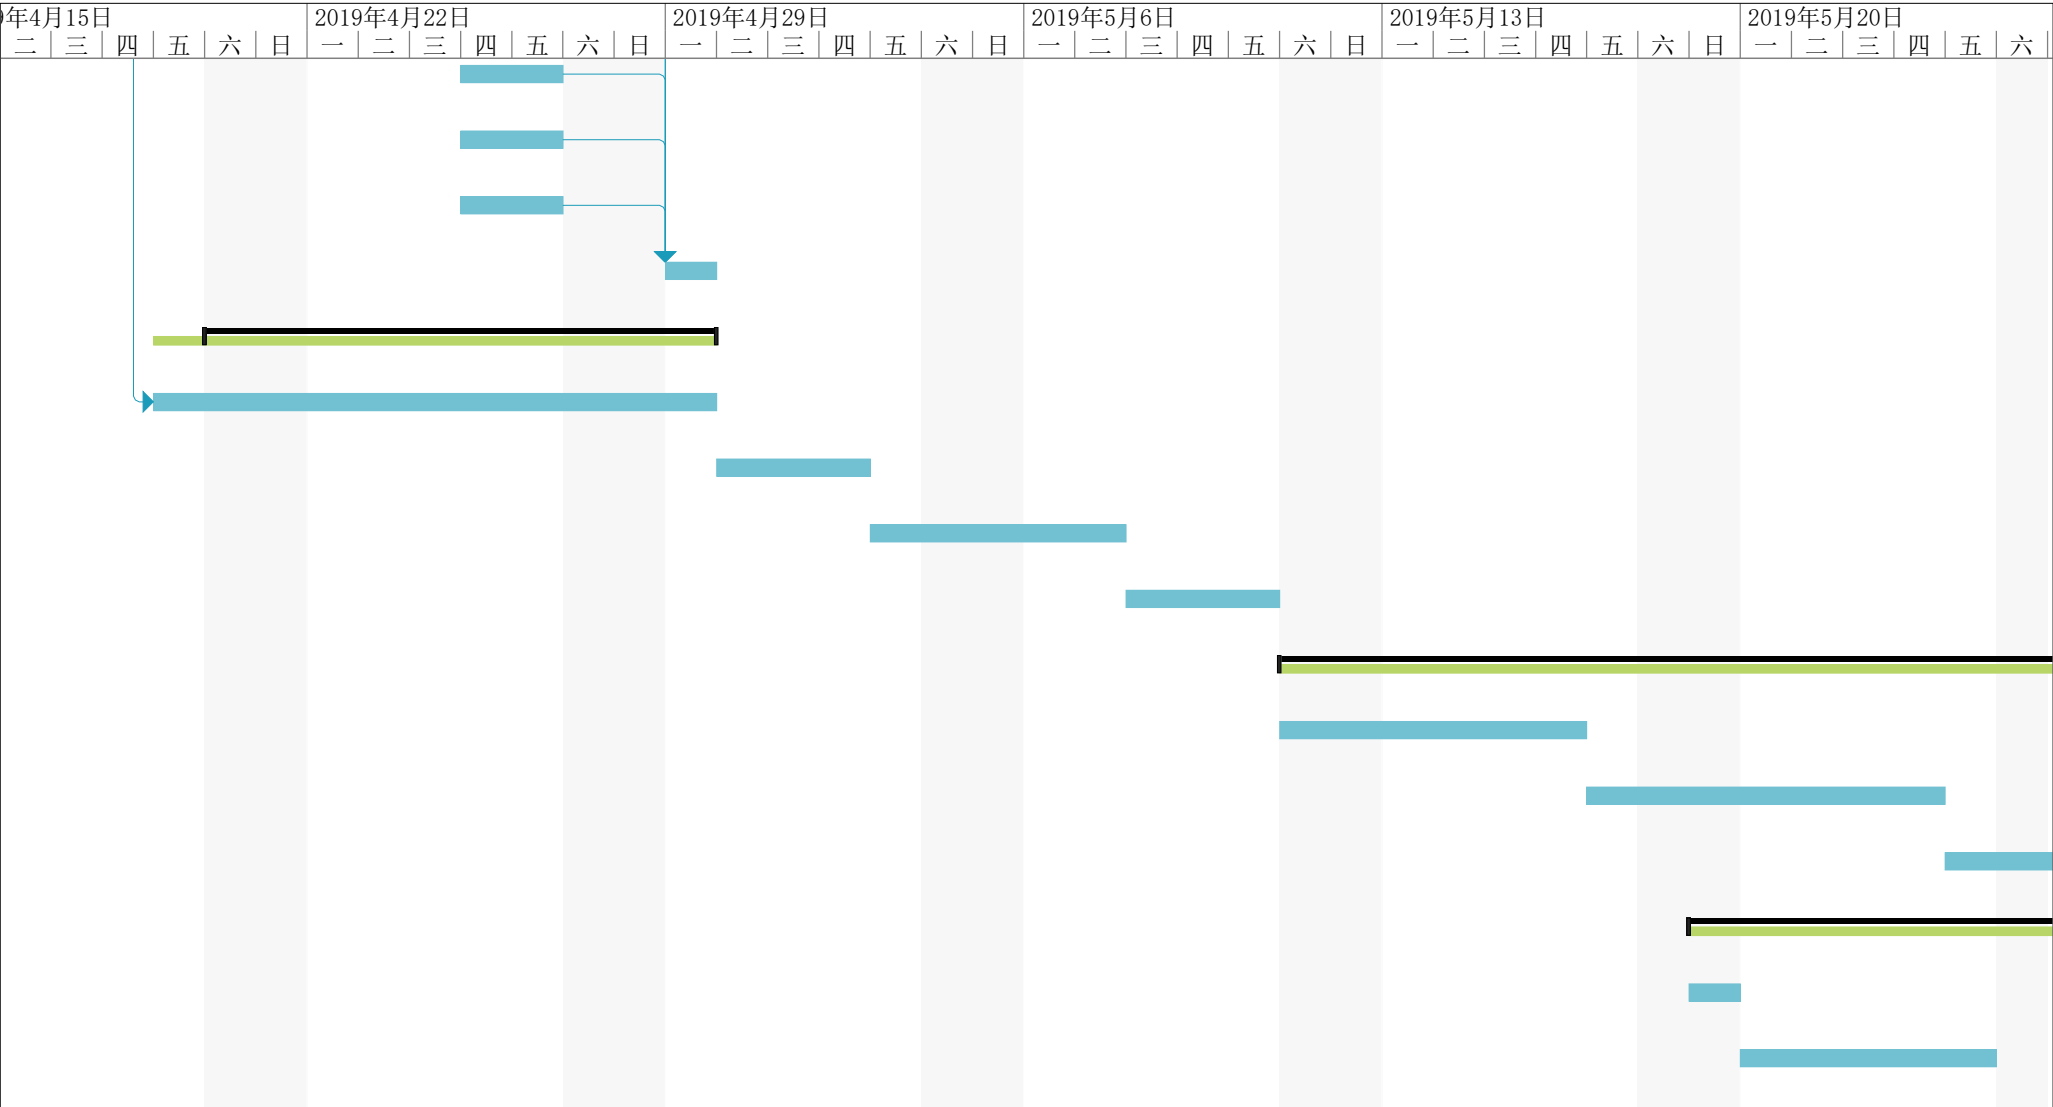 年4月15日 2019年4月22日 2019年4月29日 2019年5月6日 2019年5月13日 2019年5月20日
二 三 四 五 六 日 一 二 三 四 五 六 日 一 二 三 四 五 六 日 一 二 三 四 五 六 日 一 二 三 四 五 六 日 一 二 三 四 五 六